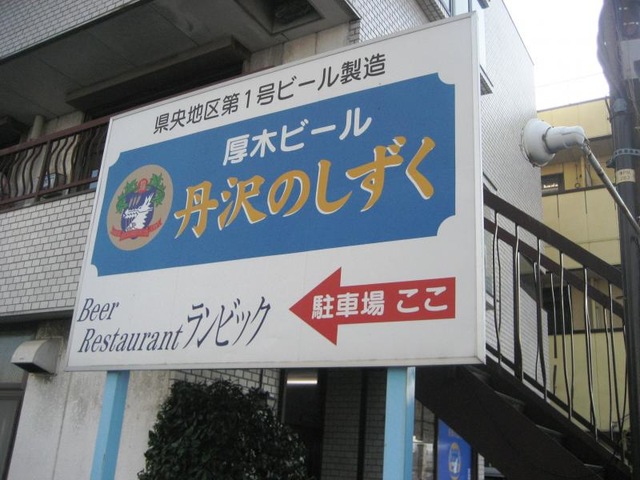 県央地区第1号ビール製造
厚木ビール
丹沢のしずく
Beer
Restaurant ランビック
駐車場 ここ